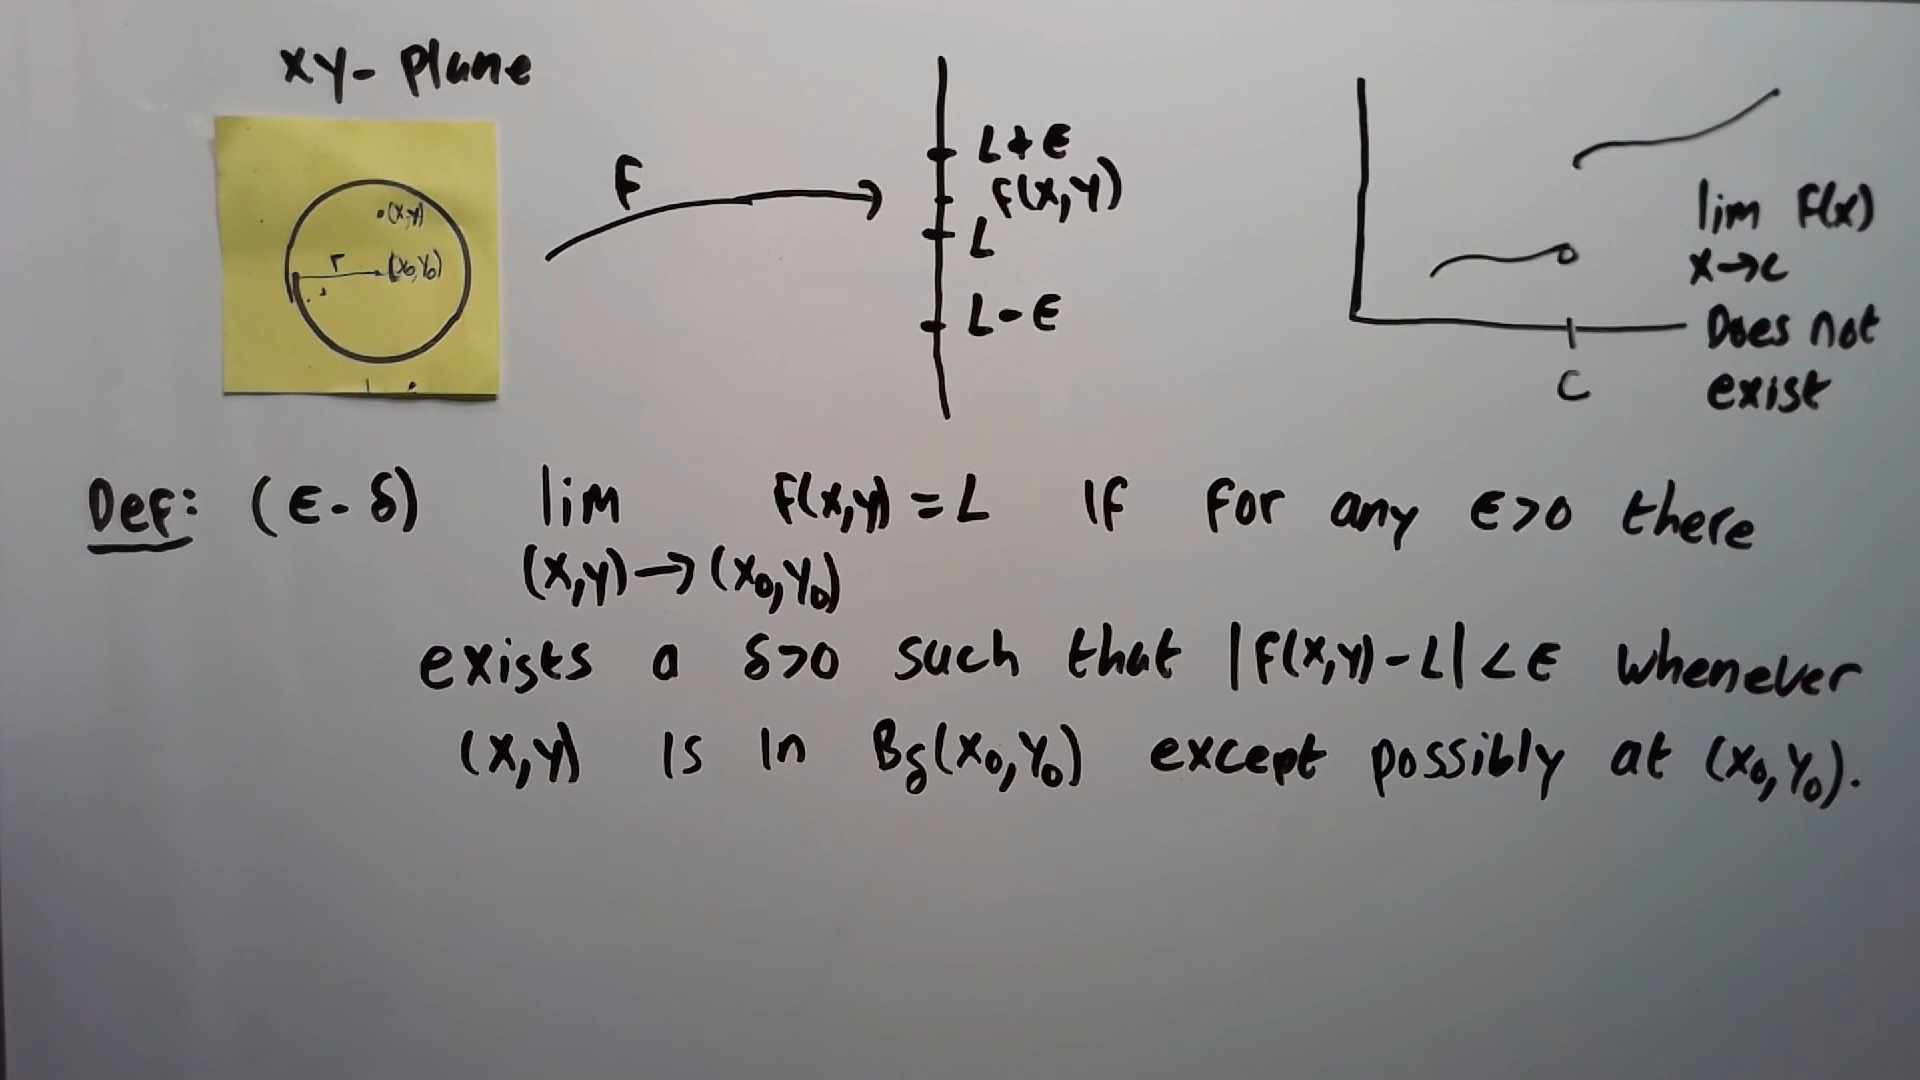 xy- plane
(x,y)
r
(x₀,y₀)
F
L+ϵ
F(x,y)
L
L-ϵ
lim F(x)
x→c
Does not
exist
C
Def: (ϵ-δ) lim F(x,y) = L If for any ϵ>0 there
(x,y)→(x₀,y₀)
exists a δ>0 such that |F(x,y)-L|<ϵ whenever
(x,y) is in Bδ(x₀,y₀) except possibly at (x₀,y₀).